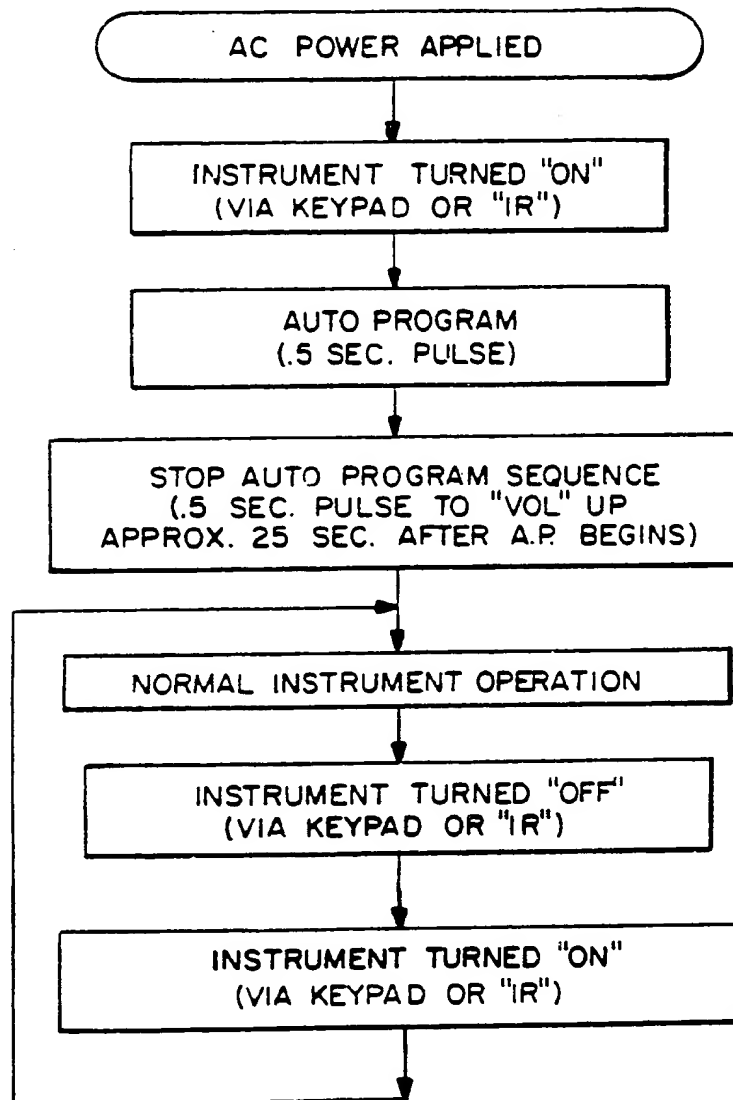 AC POWER APPLIED
INSTRUMENT TURNED "ON"
(VIA KEYPAD OR "IR")
AUTO PROGRAM
(.5 SEC. PULSE)
STOP AUTO PROGRAM SEQUENCE
(.5 SEC. PULSE TO "VOL" UP
APPROX. 25 SEC. AFTER A.P. BEGINS)
NORMAL INSTRUMENT OPERATION
INSTRUMENT TURNED "OFF"
(VIA KEYPAD OR "IR")
INSTRUMENT TURNED "ON"
(VIA KEYPAD OR "IR")